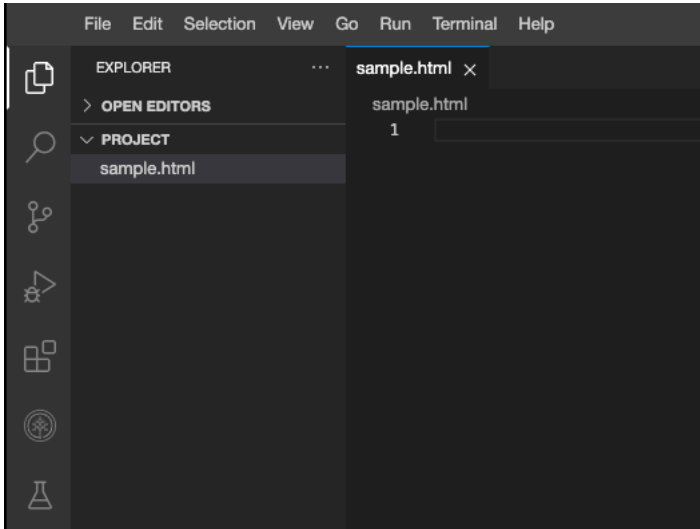 File Edit Selection View Go Run Terminal Help
EXPLORER ··· sample.html ×
> OPEN EDITORS sample.html
PROJECT 1
sample.html